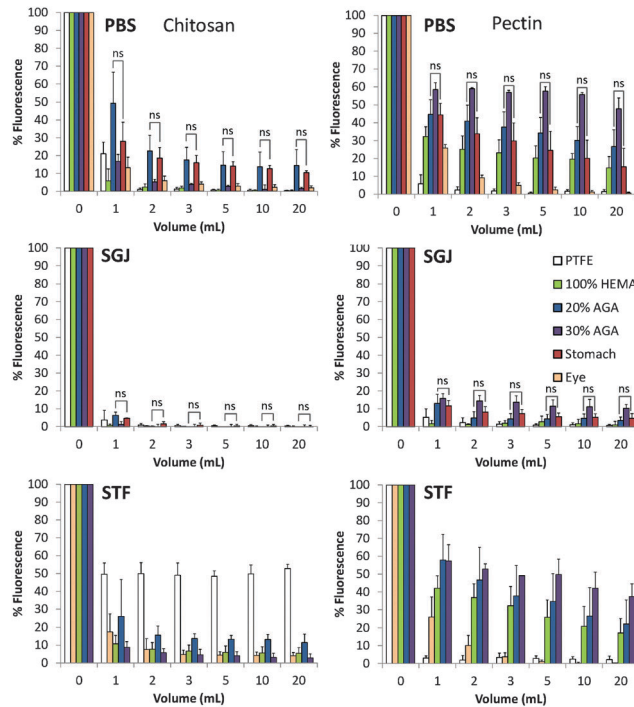 PBS Chitosan
% Fluorescence
100
90
80
70
60
50
40
30
20
10
0
ns
ns
ns
ns
ns
ns
0 1 2 3 5 10 20
Volume (mL)
PBS Pectin
% Fluorescence
100
90
80
70
60
50
40
30
20
10
0
ns
ns
ns
ns
ns
ns
0 1 2 3 5 10 20
Volume (mL)
SGJ
% Fluorescence
100
90
80
70
60
50
40
30
20
10
0
ns
ns
ns
ns
ns
ns
0 1 2 3 5 10 20
Volume (mL)
SGJ
% Fluorescence
100
90
80
70
60
50
40
30
20
10
0
PTFE
100% HEMA
20% AGA
30% AGA
Stomach
Eye
ns
ns
ns
ns
ns
ns
0 1 2 3 5 10 20
Volume (mL)
STF
% Fluorescence
100
90
80
70
60
50
40
30
20
10
0
0 1 2 3 5 10 20
Volume (mL)
STF
% Fluorescence
100
90
80
70
60
50
40
30
20
10
0
0 1 2 3 5 10 20
Volume (mL)